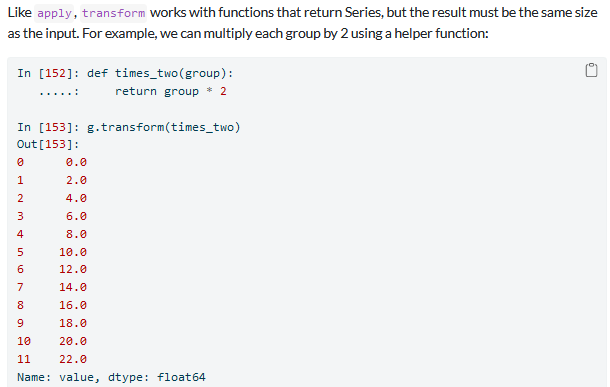 Like apply, transform works with functions that return Series, but the result must be the same size
as the input. For example, we can multiply each group by 2 using a helper function:
In [152]: def times_two(group):
   .....:     return group * 2
In [153]: g.transform(times_two)
Out[153]:
0      0.0
1      2.0
2      4.0
3      6.0
4      8.0
5     10.0
6     12.0
7     14.0
8     16.0
9     18.0
10    20.0
11    22.0
Name: value, dtype: float64